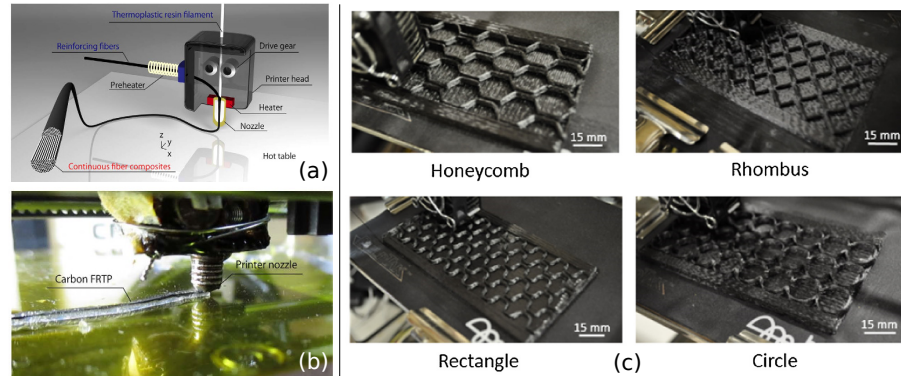 Thermoplastic resin filament
Reinforcing fibers
Drive gear
Preheater
Printer head
Heater
Nozzle
z
y
x
Hot table
Continuous fiber composites
(a)
Printer nozzle
Carbon FRTP
(b)
15 mm
Honeycomb
15 mm
Rhombus
15 mm
Rectangle
15 mm
Circle
(c)